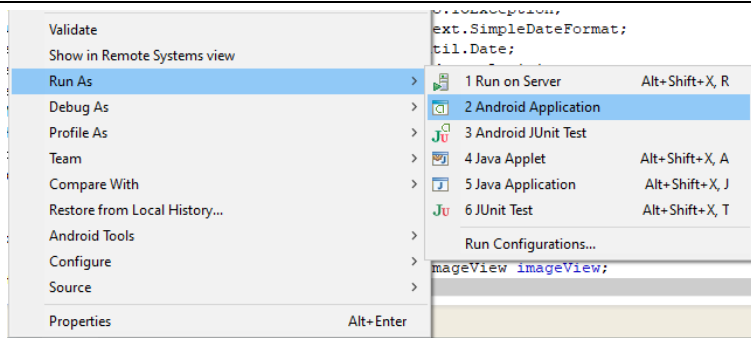 ext.SimpleDateFormat;
Validate
til.Date;
Show in Remote Systems view
Run As >
1 Run on Server Alt+Shift+X, R
Debug As >
2 Android Application
Profile As >
3 Android JUnit Test
Team >
4 Java Applet Alt+Shift+X, A
Compare With >
5 Java Application Alt+Shift+X, J
Restore from Local History...
6 JUnit Test Alt+Shift+X, T
Android Tools >
Run Configurations...
Configure >
mageView imageView;
Source >
Properties Alt+Enter